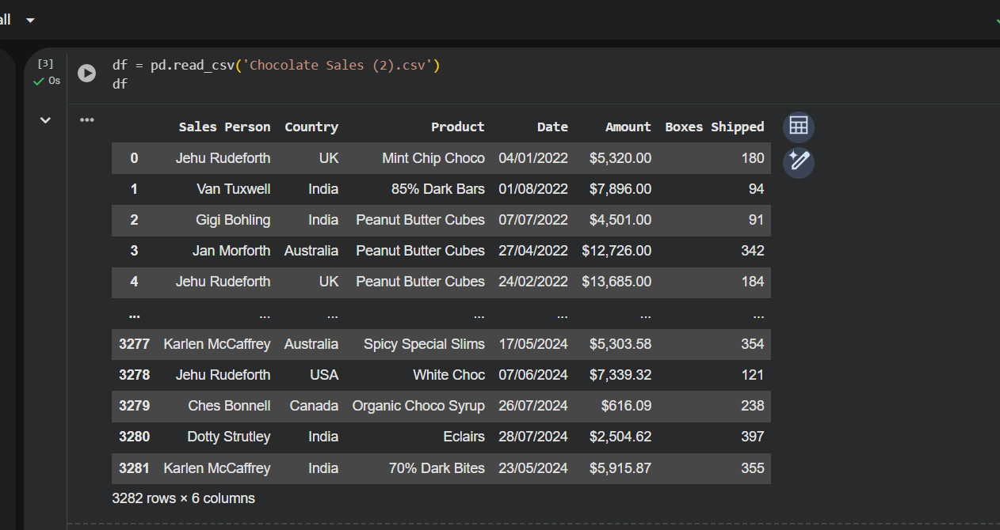 all
[3]
0s
df = pd.read_csv('Chocolate Sales (2).csv')
df
Sales Person Country Product Date Amount Boxes Shipped
0 Jehu Rudeforth UK Mint Chip Choco 04/01/2022 $5,320.00 180
1 Van Tuxwell India 85% Dark Bars 01/08/2022 $7,896.00 94
2 Gigi Bohling India Peanut Butter Cubes 07/07/2022 $4,501.00 91
3 Jan Morforth Australia Peanut Butter Cubes 27/04/2022 $12,726.00 342
4 Jehu Rudeforth UK Peanut Butter Cubes 24/02/2022 $13,685.00 184
... ... ... ... ... ... ...
3277 Karlen McCaffrey Australia Spicy Special Slims 17/05/2024 $5,303.58 354
3278 Jehu Rudeforth USA White Choc 07/06/2024 $7,339.32 121
3279 Ches Bonnell Canada Organic Choco Syrup 26/07/2024 $616.09 238
3280 Dotty Strutley India Eclairs 28/07/2024 $2,504.62 397
3281 Karlen McCaffrey India 70% Dark Bites 23/05/2024 $5,915.87 355
3282 rows × 6 columns